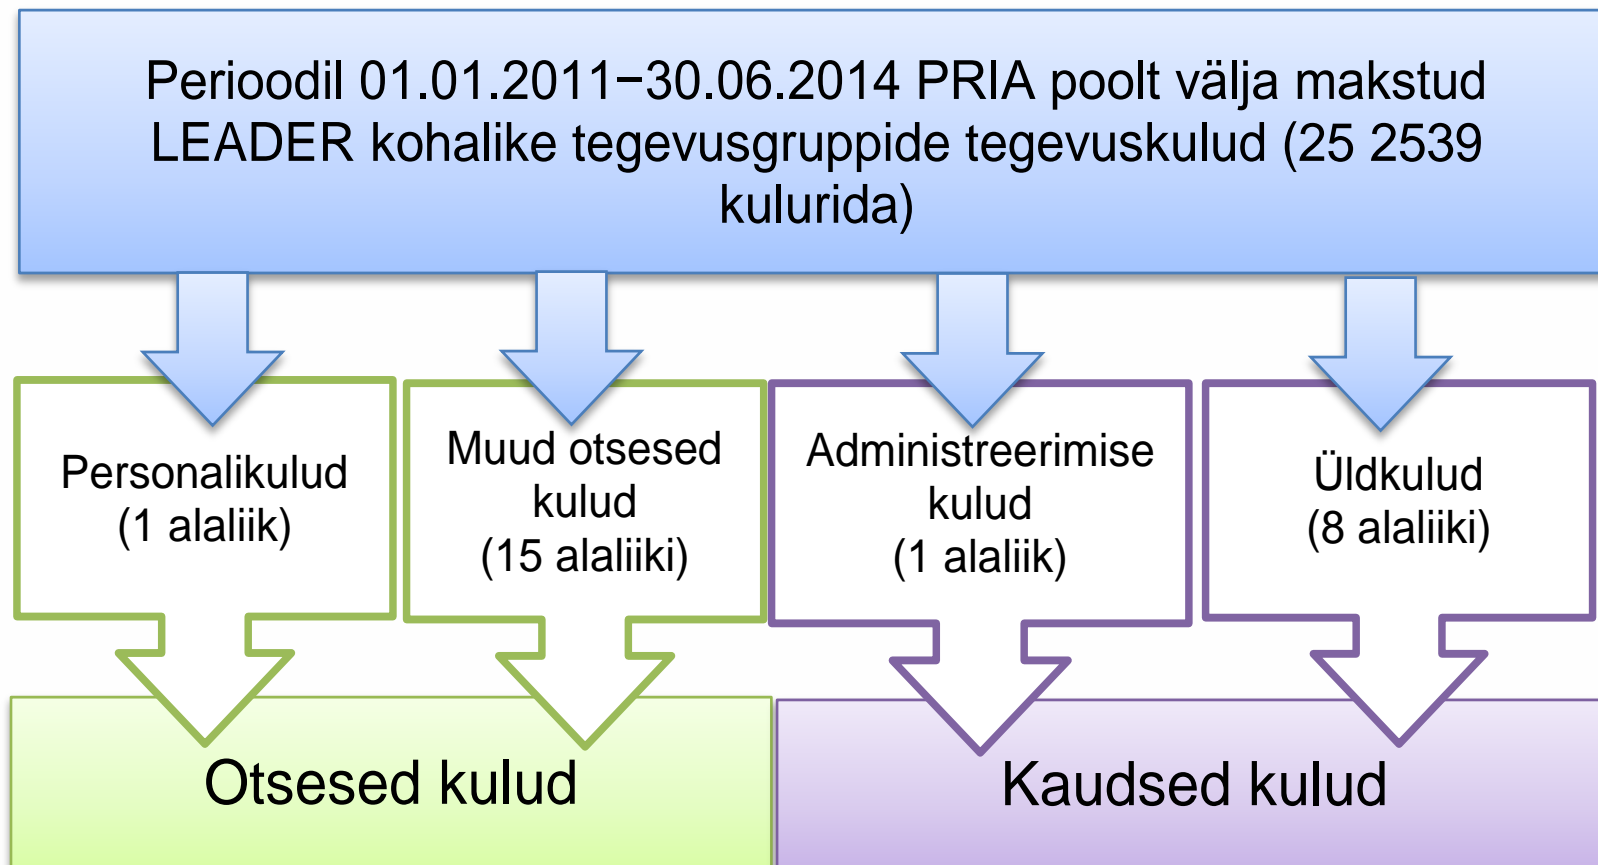 Perioodil 01.01.2011–30.06.2014 PRIA poolt välja makstud
LEADER kohalike tegevusgruppide tegevuskulud (25 2539
kulurida)
Personalikulud
(1 alaliik)
Muud otsesed
kulud
(15 alaliiki)
Administreerimise
kulud
(1 alaliik)
Üldkulud
(8 alaliiki)
Otsesed kulud
Kaudsed kulud